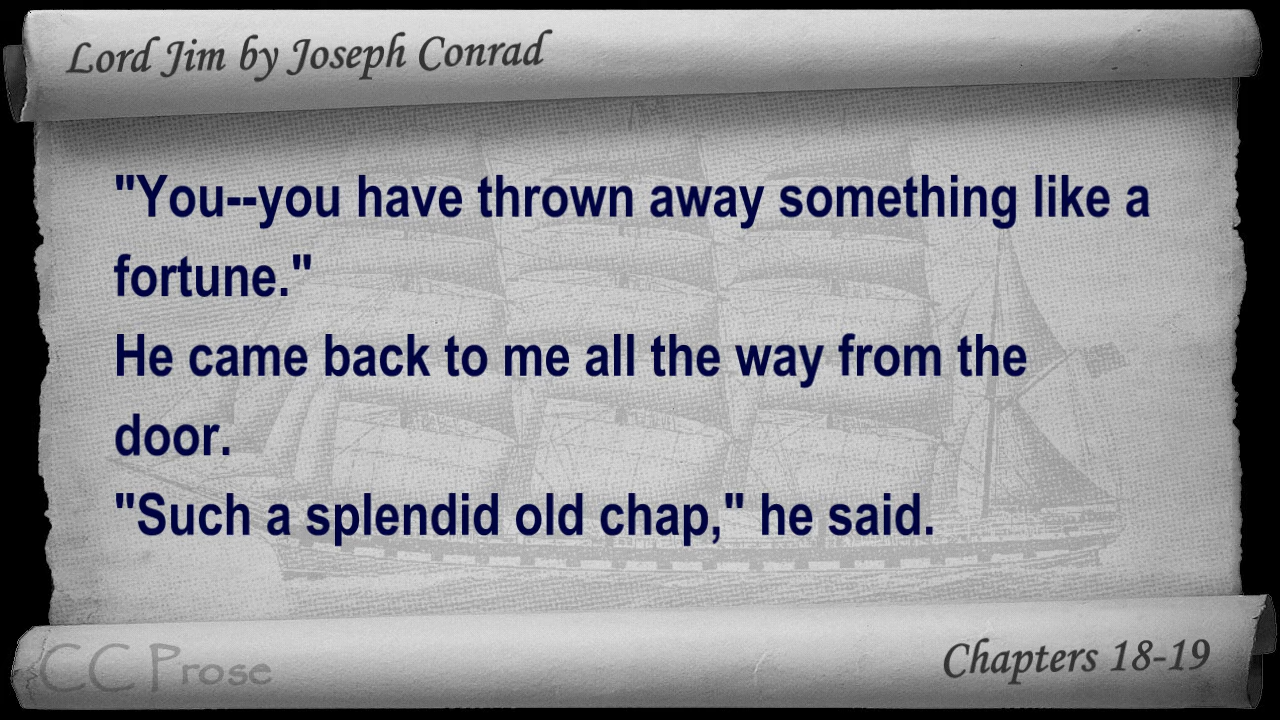 Lord Jim by Joseph Conrad
"You--you have thrown away something like a
fortune."
He came back to me all the way from the
door.
"Such a splendid old chap," he said.
CC Prose
Chapters 18-19